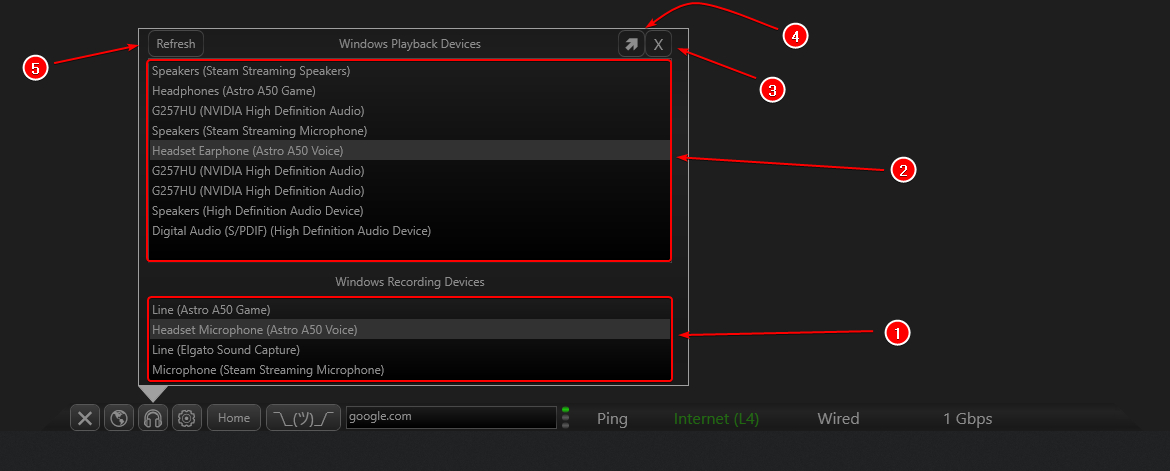 4
Refresh Windows Playback Devices X
5
3
Speakers (Steam Streaming Speakers)
Headphones (Astro A50 Game)
G257HU (NVIDIA High Definition Audio)
Speakers (Steam Streaming Microphone)
Headset Earphone (Astro A50 Voice)
2
G257HU (NVIDIA High Definition Audio)
G257HU (NVIDIA High Definition Audio)
Speakers (High Definition Audio Device)
Digital Audio (S/PDIF) (High Definition Audio Device)
Windows Recording Devices
Line (Astro A50 Game)
Headset Microphone (Astro A50 Voice)
1
Line (Elgato Sound Capture)
Microphone (Steam Streaming Microphone)
Home ¯\_(ツ)_/¯ google.com Ping Internet (L4) Wired 1 Gbps